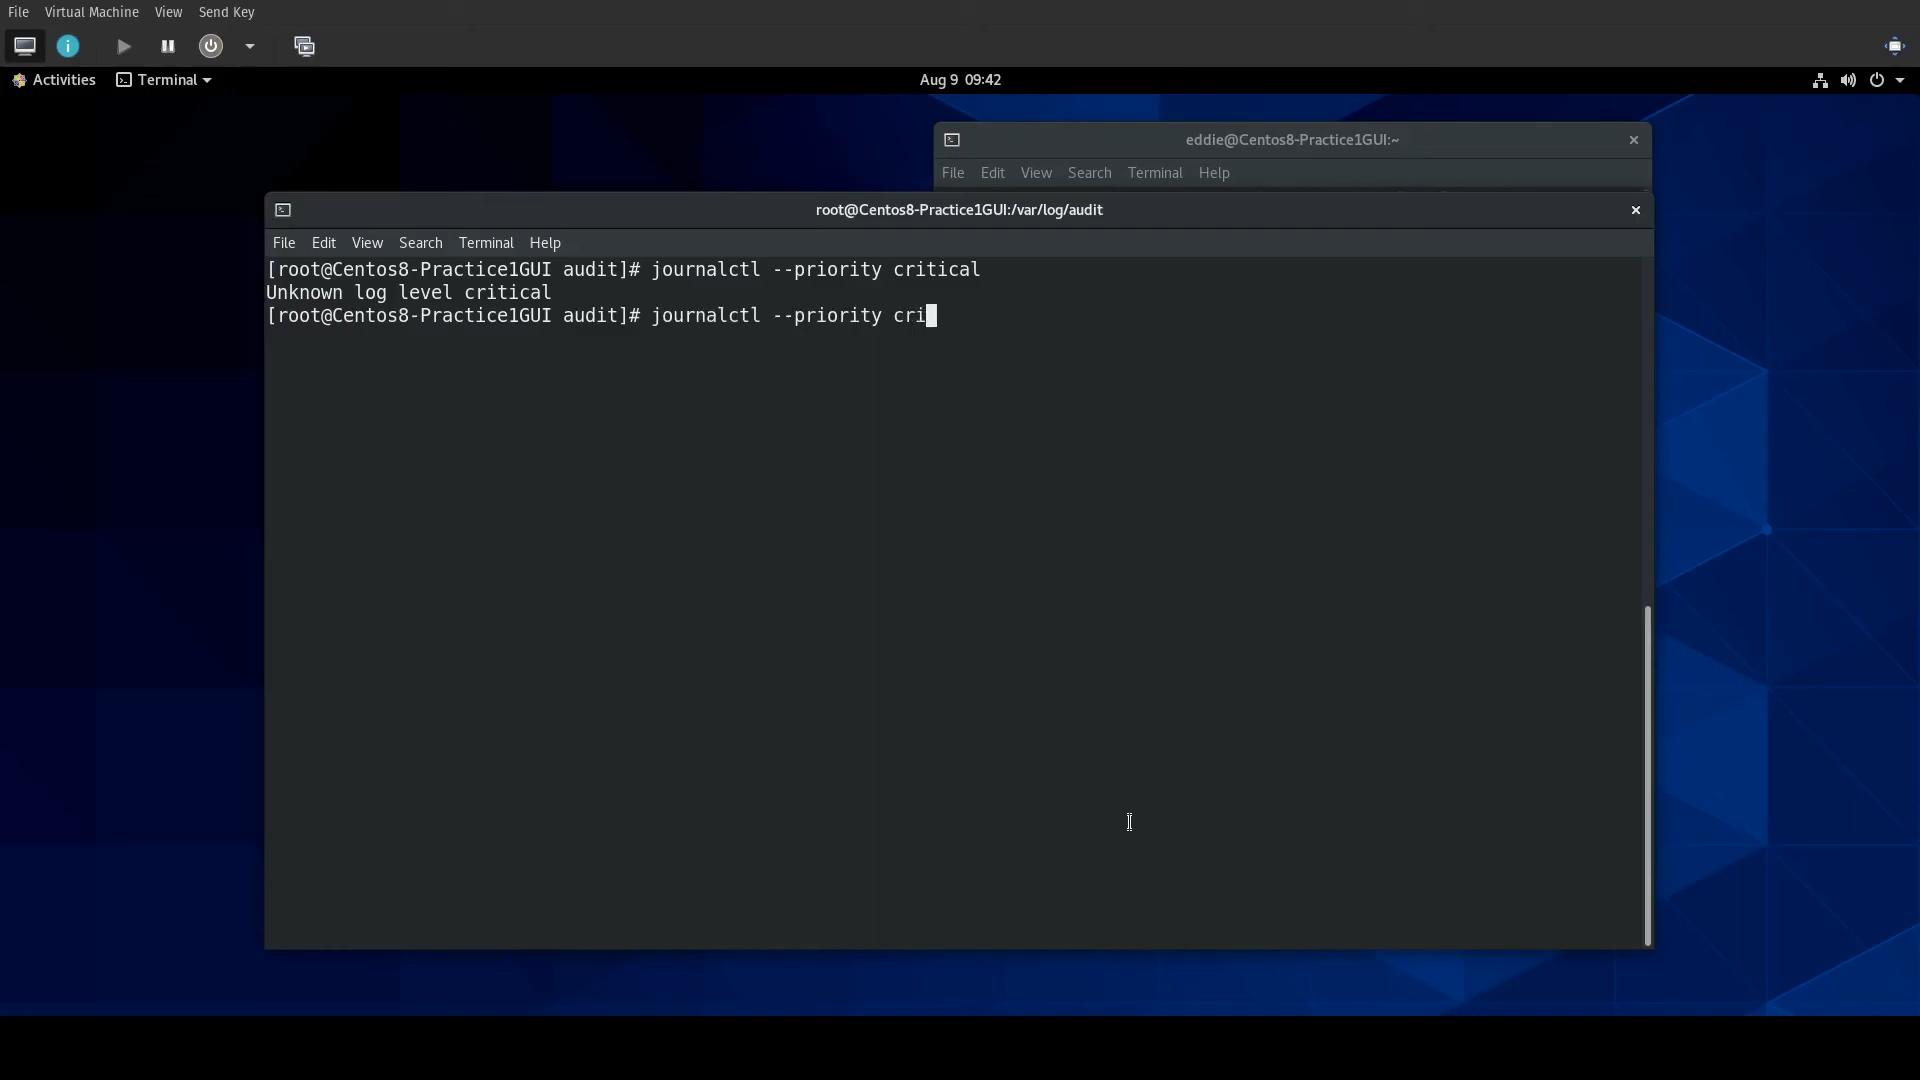 File Virtual Machine View Send Key
Activities Terminal Aug 9 09:42
eddie@Centos8-Practice1GUI:~
File Edit View Search Terminal Help
root@Centos8-Practice1GUI:/var/log/audit
File Edit View Search Terminal Help
[root@Centos8-Practice1GUI audit]# journalctl --priority critical
Unknown log level critical
[root@Centos8-Practice1GUI audit]# journalctl --priority cri